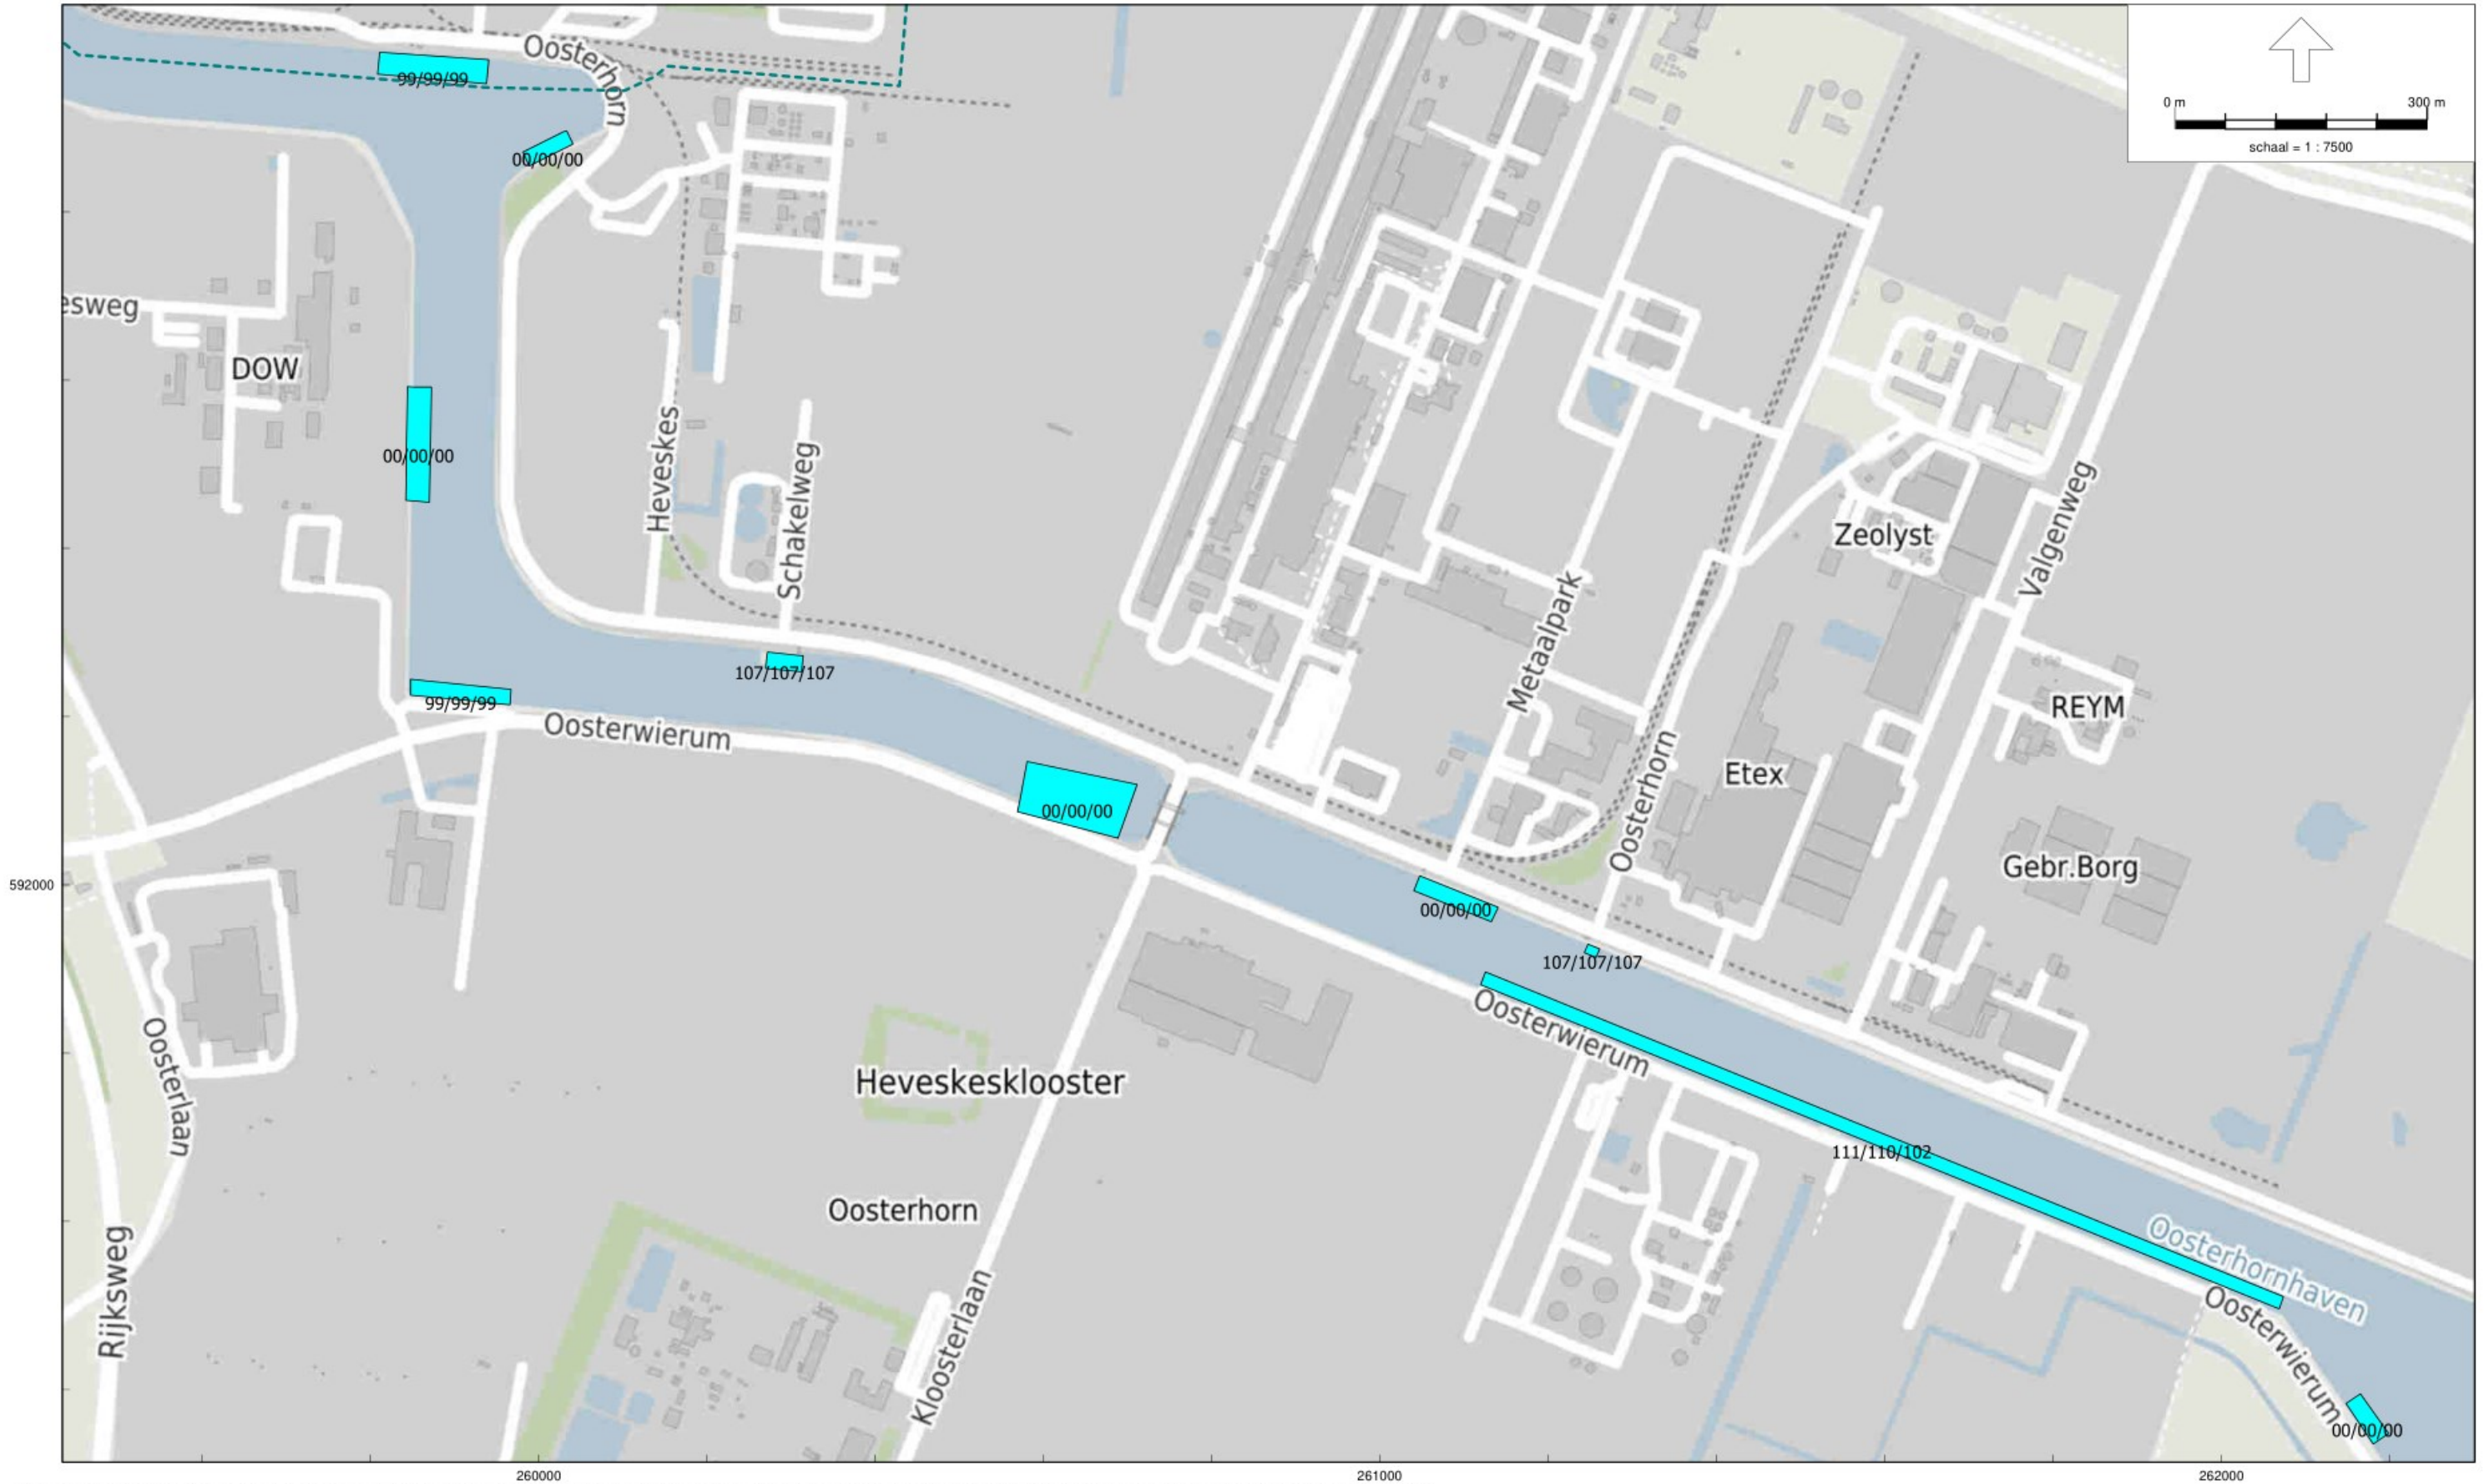 Oosterhorn
99/99/99
0 m
300 m
schaal = 1 : 7500
00/00/00
esweg
DOW
00/00/00
Heveskes
Schakelweg
Zeolyst
Valgenweg
Metaalpark
107/107/107
99/99/99
Oosterwierum
REYM
Oosterhorn
Etex
00/00/00
Gebr.Borg
592000
00/00/00
107/107/107
Oosterwierum
Oosterlaan
Heveskesklooster
111/110/102
Oosterhorn
Oosterhornhaven
Rijksweg
Kloosterlaan
Oosterwierum
00/00/00
260000
261000
262000